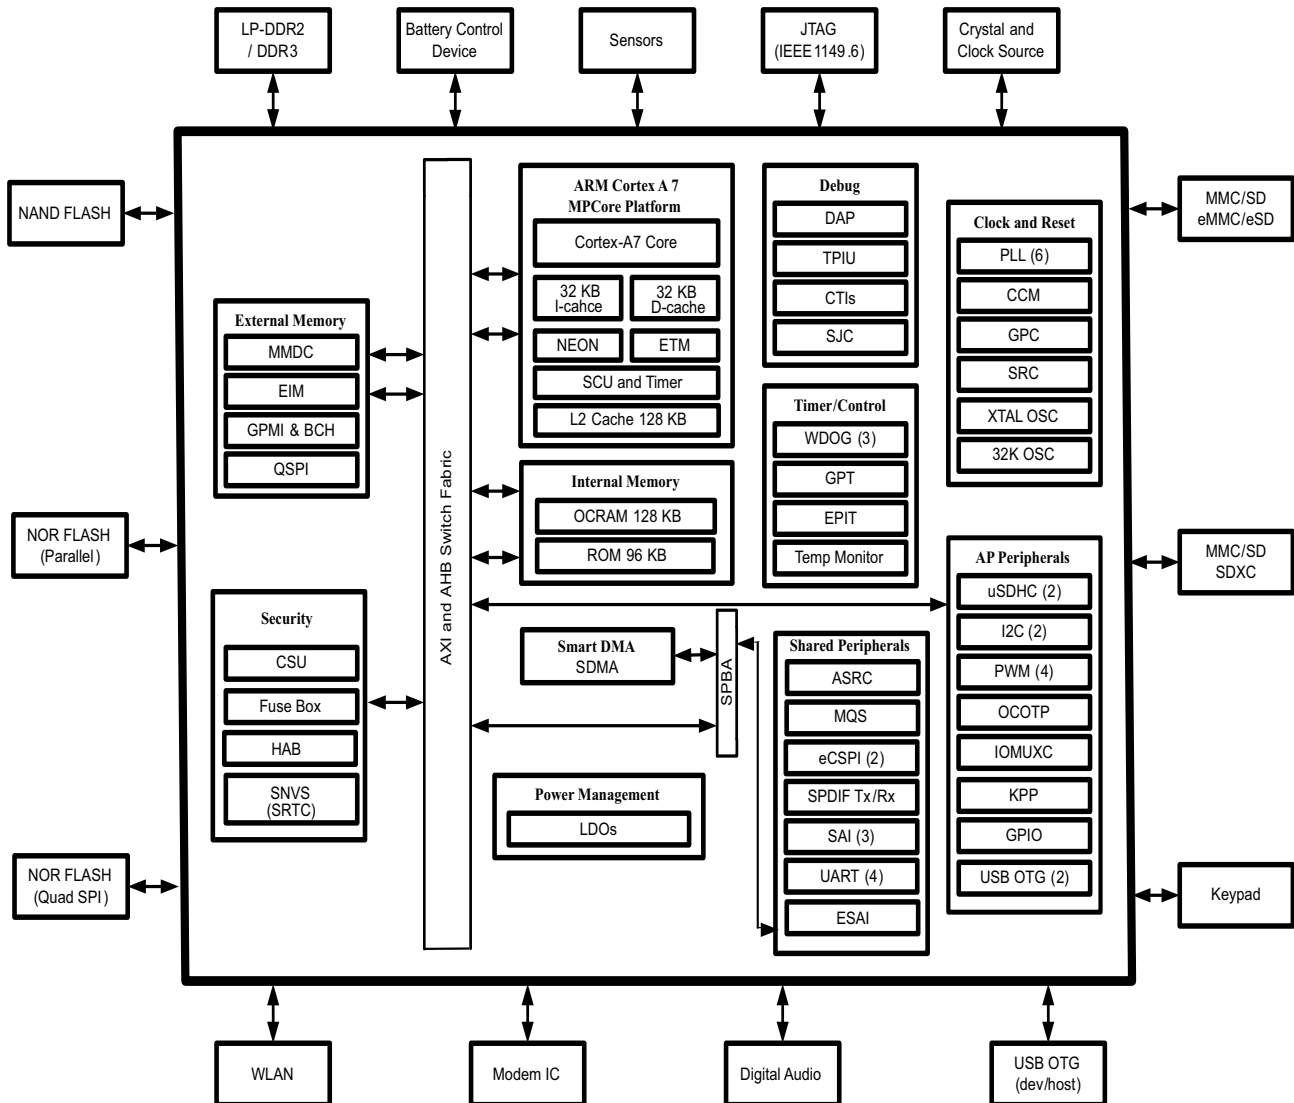 LP-DDR2
/ DDR3
Battery Control
Device
Sensors
JTAG
(IEEE1149.6)
Crystal and
Clock Source
NAND FLASH
NOR FLASH
(Parallel)
NOR FLASH
(Quad SPI)
External Memory
MMDC
EIM
GPMI & BCH
QSPI
Security
CSU
Fuse Box
HAB
SNVS
(SRTC)
AXI and AHB Switch Fabric
ARM Cortex A 7
MPCore Platform
Cortex-A7 Core
32 KB
I-cahce
32 KB
D-cache
NEON
ETM
SCU and Timer
L2 Cache 128 KB
Internal Memory
OCRAM 128 KB
ROM 96 KB
Smart DMA
SDMA
SPBA
Power Management
LDOs
Debug
DAP
TPIU
CTIs
SJC
Timer/Control
WDOG (3)
GPT
EPIT
Temp Monitor
Shared Peripherals
ASRC
MQS
eCSPI (2)
SPDIF Tx/Rx
SAI (3)
UART (4)
ESAI
Clock and Reset
PLL (6)
CCM
GPC
SRC
XTAL OSC
32K OSC
AP Peripherals
uSDHC (2)
I2C (2)
PWM (4)
OCOTP
IOMUXC
KPP
GPIO
USB OTG (2)
MMC/SD
eMMC/eSD
MMC/SD
SDXC
Keypad
WLAN
Modem IC
Digital Audio
USB OTG
(dev/host)